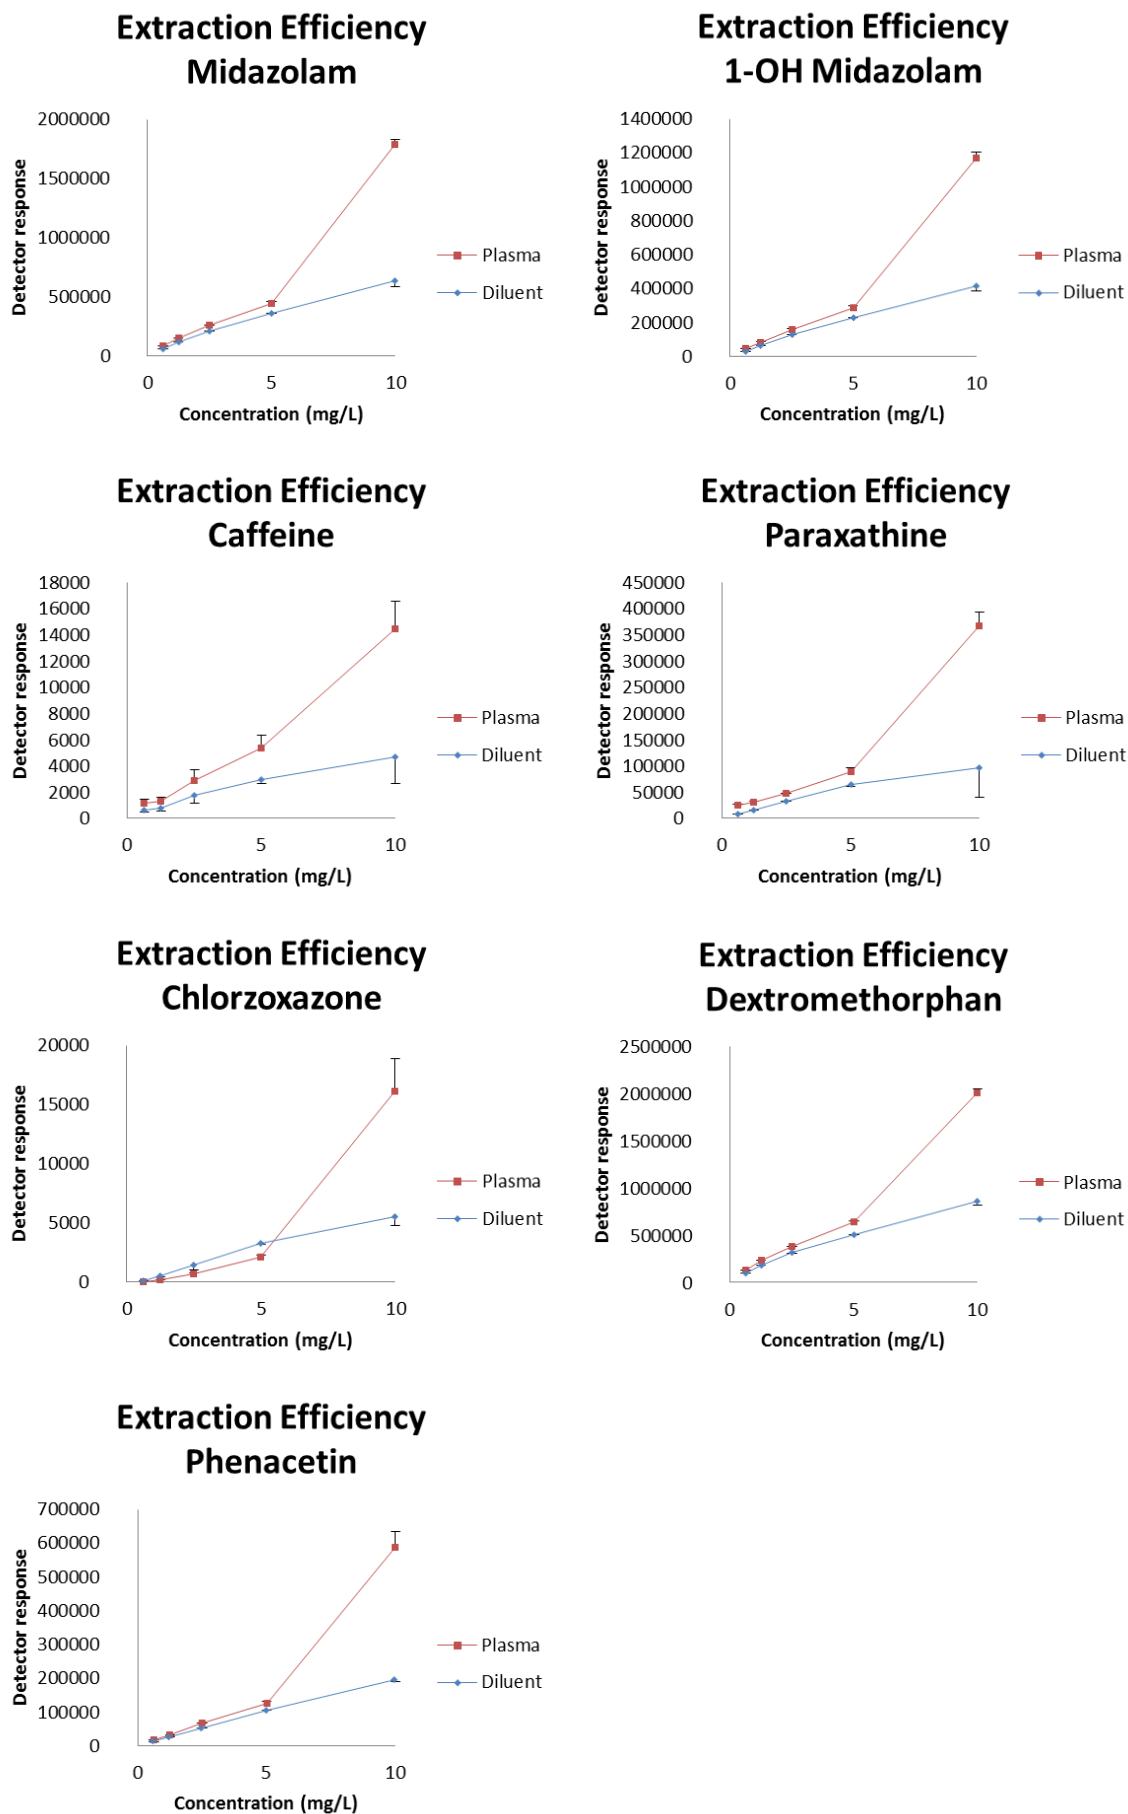 Extraction Efficiency
Midazolam
2000000
1500000
1000000
500000
0
Detector response
0 5 10
Concentration (mg/L)
Plasma
Diluent
Extraction Efficiency
1-OH Midazolam
1400000
1200000
1000000
800000
600000
400000
200000
0
Detector response
0 5 10
Concentration (mg/L)
Plasma
Diluent
Extraction Efficiency
Caffeine
18000
16000
14000
12000
10000
8000
6000
4000
2000
0
Detector response
0 5 10
Concentration (mg/L)
Plasma
Diluent
Extraction Efficiency
Paraxathine
450000
400000
350000
300000
250000
200000
150000
100000
50000
0
Detector response
0 5 10
Concentration (mg/L)
Plasma
Diluent
Extraction Efficiency
Chlorzoxazone
20000
15000
10000
5000
0
Detector response
0 5 10
Concentration (mg/L)
Plasma
Diluent
Extraction Efficiency
Dextromethorphan
2500000
2000000
1500000
1000000
500000
0
Detector response
0 5 10
Concentration (mg/L)
Plasma
Diluent
Extraction Efficiency
Phenacetin
700000
600000
500000
400000
300000
200000
100000
0
Detector response
0 5 10
Concentration (mg/L)
Plasma
Diluent